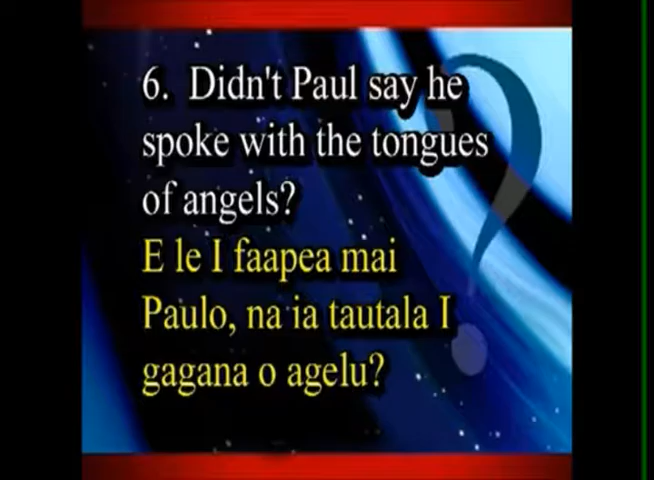 6. Didn't Paul say he
spoke with the tongues
of angels?
E le I faapea mai
Paulo, na ia tautala I
gagana o agelu?